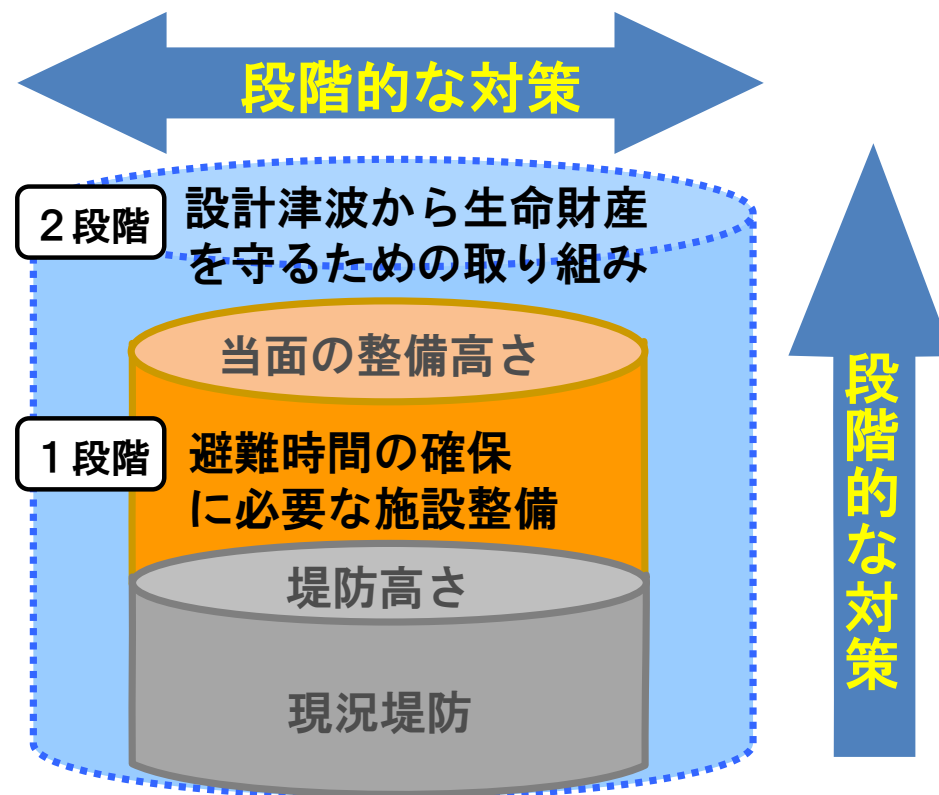 段階的な対策
２段階
設計津波から生命財産
を守るための取り組み
当面の整備高さ
１段階
避難時間の確保
に必要な施設整備
堤防高さ
現況堤防
段階的な対策